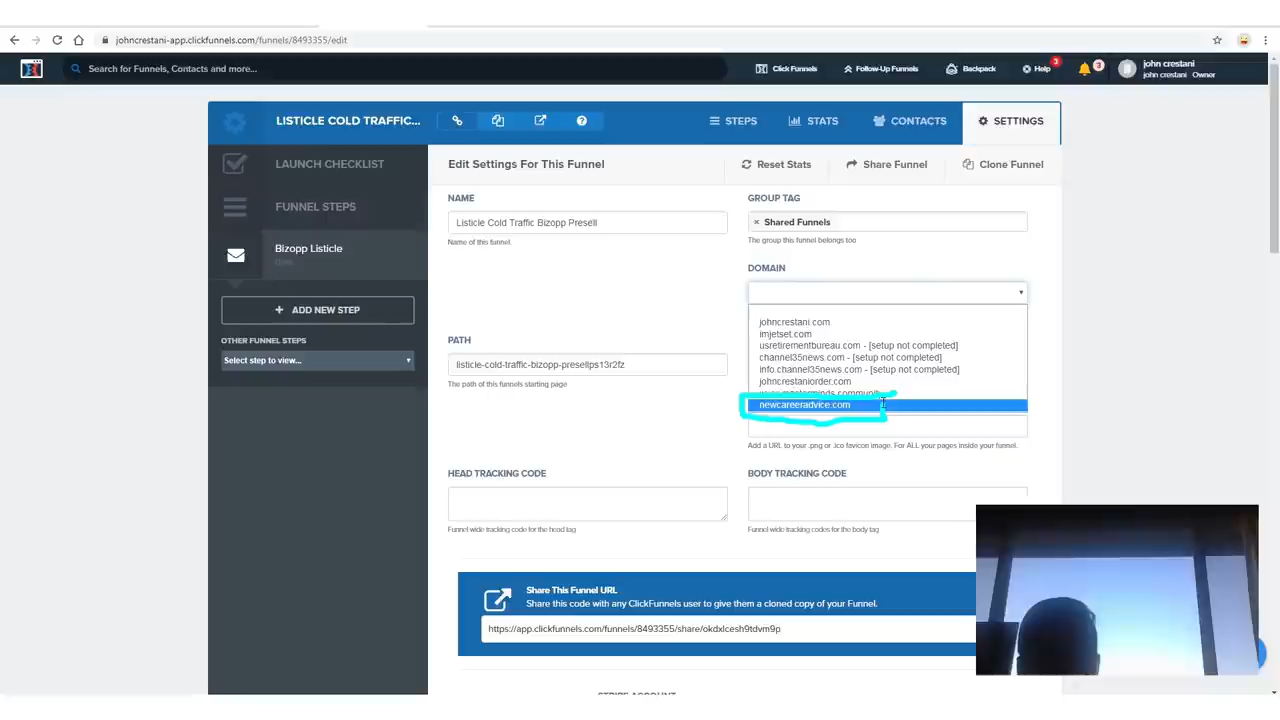 johncrestani-app.clickfunnels.com/funnels/8493355/edit
Search for Funnels, Contacts and more...
Click Funnels
Follow-Up Funnels
Backpack
Help
3
3
john crestani
john crestani Owner
LISTICLE COLD TRAFFIC...
STEPS
STATS
CONTACTS
SETTINGS
LAUNCH CHECKLIST
FUNNEL STEPS
Bizopp Listicle
+ ADD NEW STEP
OTHER FUNNEL STEPS
Select step to view...
Edit Settings For This Funnel
Reset Stats
Share Funnel
Clone Funnel
NAME
Listicle Cold Traffic Bizopp Presell
Name of this funnel
GROUP TAG
× Shared Funnels
The group this funnel belongs too
DOMAIN
johncrestani.com
imjetset.com
usretirementbureau.com - [setup not completed]
channel35news.com - [setup not completed]
info.channel35news.com - [setup not completed]
johncrestaniorder.com
newcareeradvice.com
PATH
listicle-cold-traffic-bizopp-presellps13r2fz
The path of this funnels starting page
Add a URL to your .png or .ico favicon image. For ALL your pages inside your funnel.
HEAD TRACKING CODE
Funnel wide tracking code for the head tag
BODY TRACKING CODE
Funnel wide tracking codes for the body tag
Share This Funnel URL
Share this code with any ClickFunnels user to give them a cloned copy of your Funnel.
https://app.clickfunnels.com/funnels/8493355/share/okdxlcesh9tdvm9p
STRIPE ACCOUNT